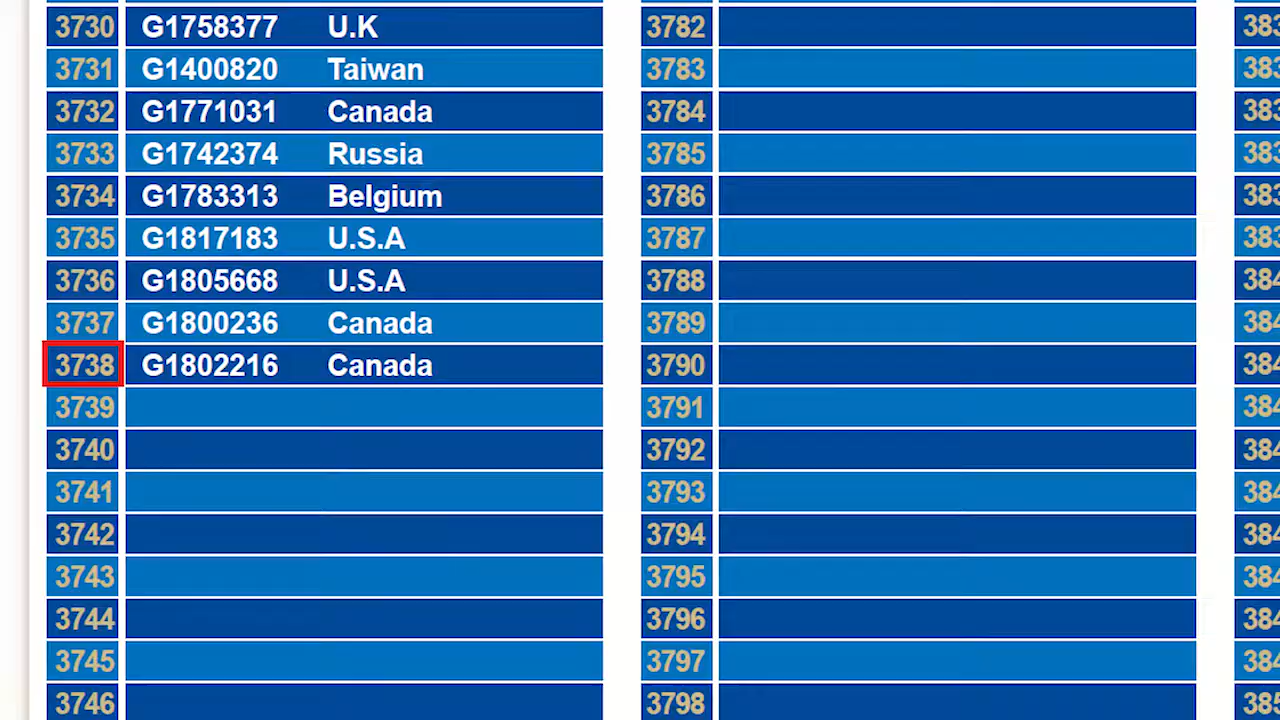 3730 G1758377 U.K 3782
3731 G1400820 Taiwan 3783
3732 G1771031 Canada 3784
3733 G1742374 Russia 3785
3734 G1783313 Belgium 3786
3735 G1817183 U.S.A 3787
3736 G1805668 U.S.A 3788
3737 G1800236 Canada 3789
3738 G1802216 Canada 3790
3739 3791
3740 3792
3741 3793
3742 3794
3743 3795
3744 3796
3745 3797
3746 3798